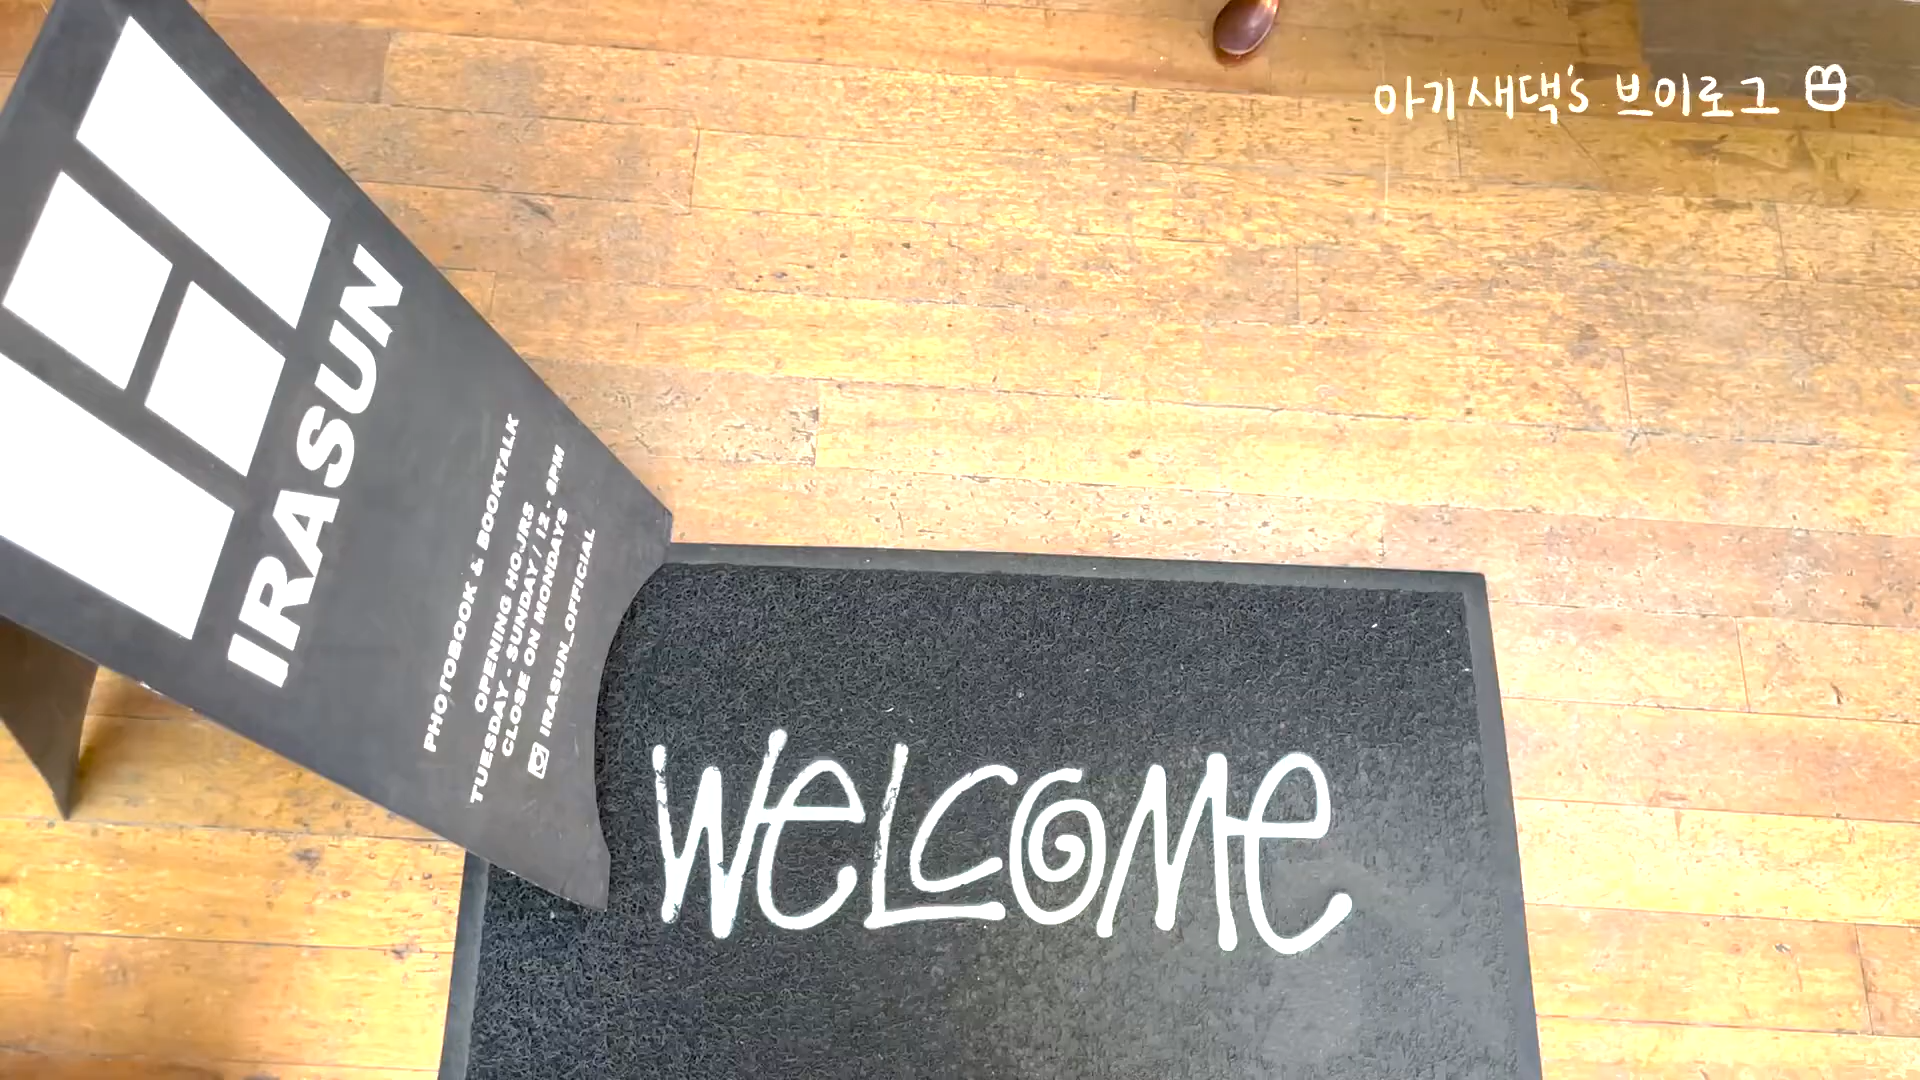 아기새댁's 브이로그
IRASUN
PHOTOBOOK & BOOKTALK
OPENING HOURS
TUESDAY - SUNDAY / 12 - 8PM
CLOSE ON MONDAYS
IRASUN_OFFICIAL
WeLCOMe